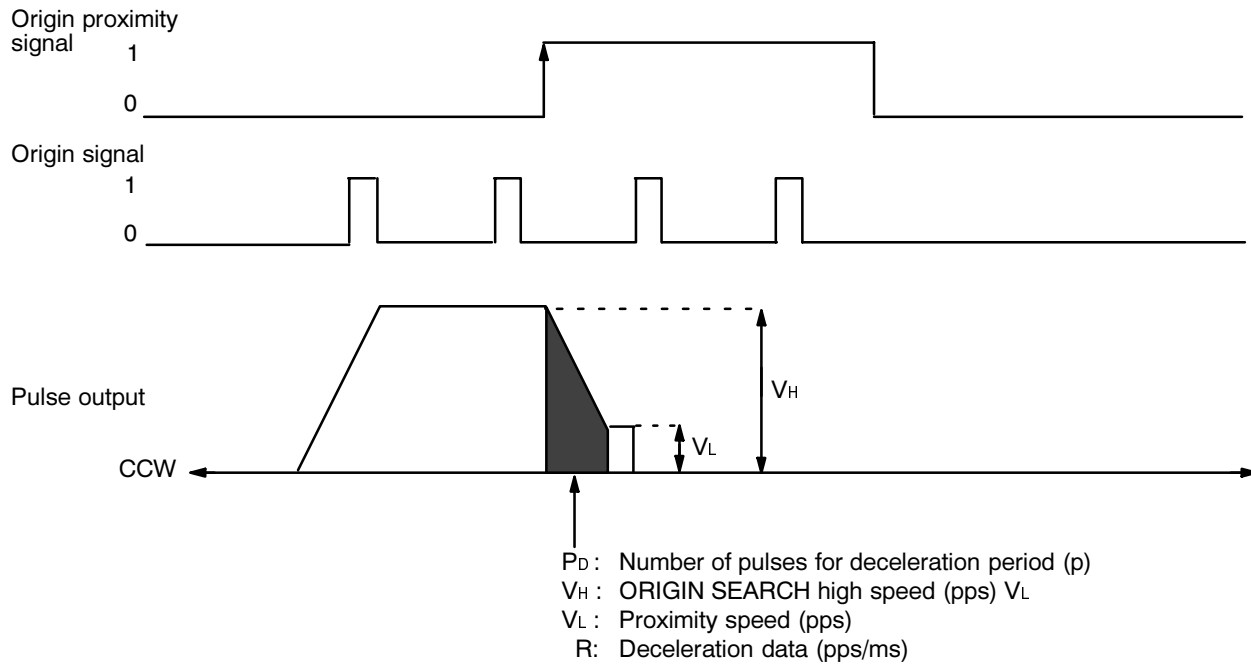 Origin proximity
signal
1
0
Origin signal
1
0
Pulse output
VH
VL
CCW
PD : Number of pulses for deceleration period (p)
VH : ORIGIN SEARCH high speed (pps) VL
VL : Proximity speed (pps)
R: Deceleration data (pps/ms)